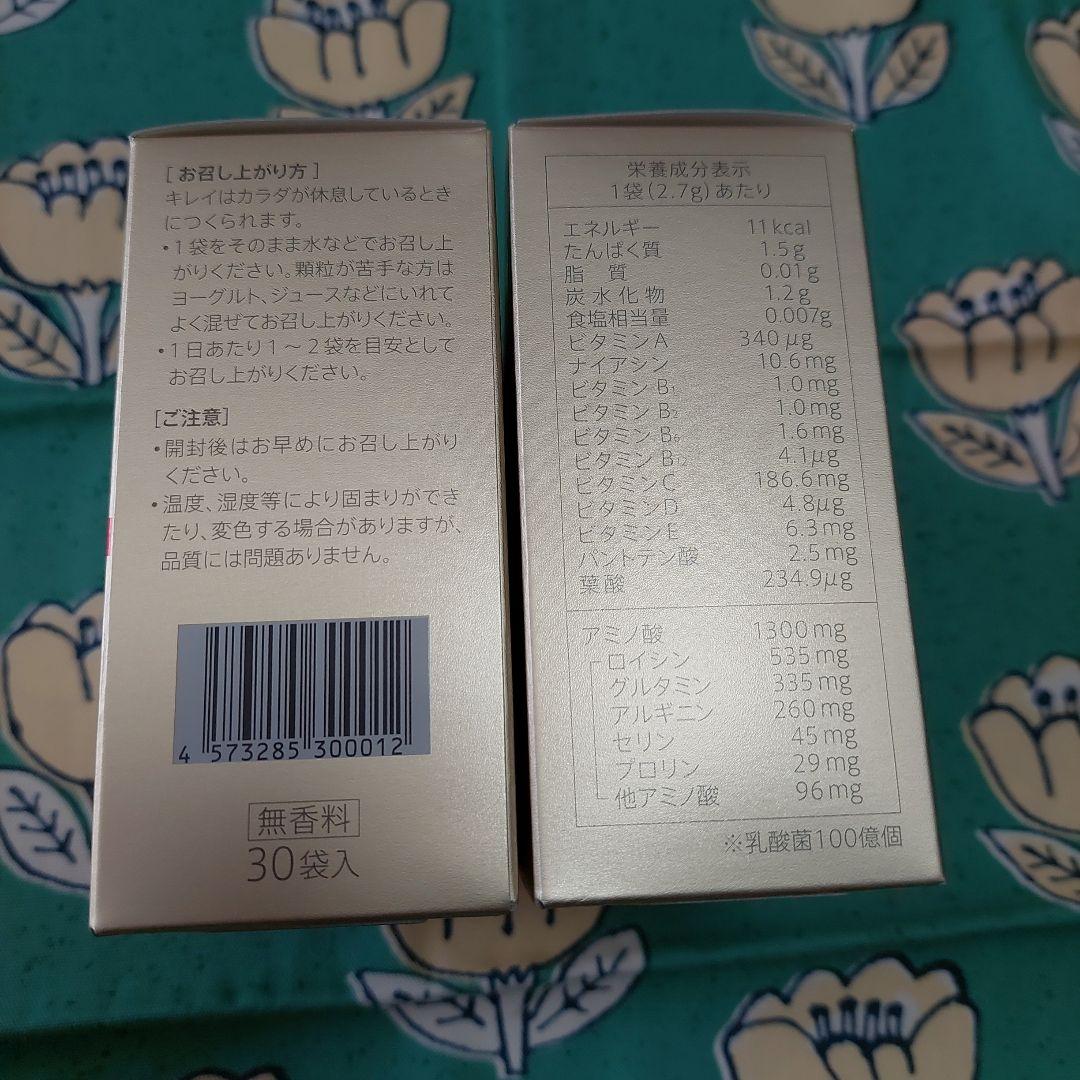 [ お召し上がり方 ]
キレイはカラダが休息しているとき
につくられます。
・1袋をそのまま水などでお召し上
がりください。顆粒が苦手な方は
ヨーグルト、ジュースなどにいれて
よく混ぜてお召し上がりください。
・1日あたり1〜2袋を目安として
お召し上がりください。
[ご注意]
・開封後はお早めにお召し上がり
ください。
・温度、湿度等により固まりができ
たり、変色する場合がありますが、
品質には問題ありません。
4 573285 300012
無香料
30袋入
栄養成分表示
1袋(2.7g)あたり
エネルギー 11kcal
たんぱく質 1.5g
脂 質 0.01g
炭水化物 1.2g
食塩相当量 0.007g
ビタミンA 340μg
ナイアシン 10.6mg
ビタミンB₁ 1.0mg
ビタミンB₂ 1.0mg
ビタミンB₆ 1.6mg
ビタミンB₁₂ 4.1μg
ビタミンC 186.6mg
ビタミンD 4.8μg
ビタミンE 6.3mg
パントテン酸 2.5mg
葉酸 234.9μg
アミノ酸 1300mg
ロイシン 535mg
グルタミン 335mg
アルギニン 260mg
セリン 45mg
プロリン 29mg
他アミノ酸 96mg
※乳酸菌100億個